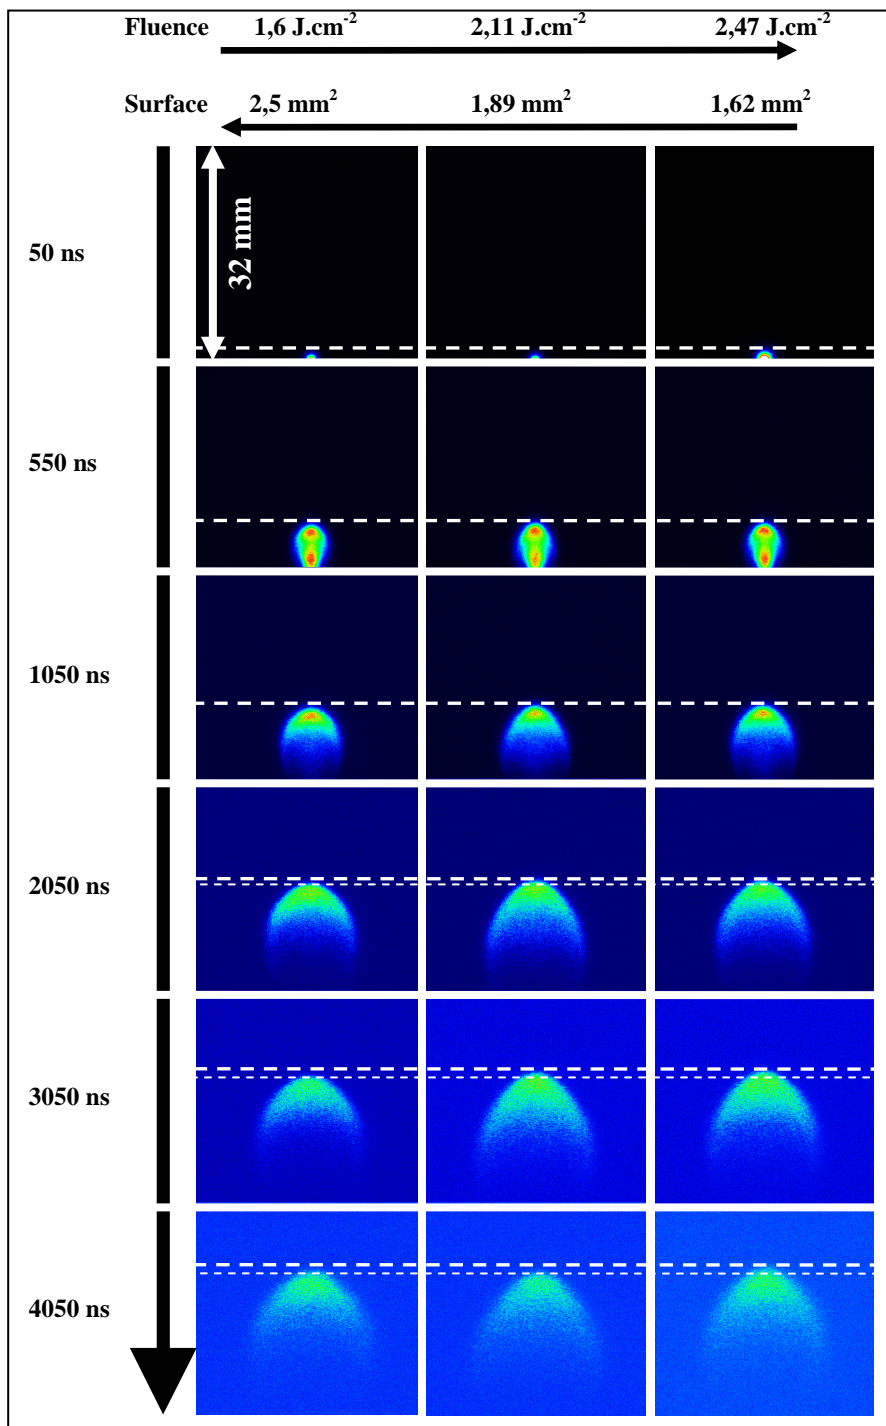 Fluence 1,6 J.cm⁻² 2,11 J.cm⁻² 2,47 J.cm⁻²
Surface 2,5 mm² 1,89 mm² 1,62 mm²
32 mm
50 ns
550 ns
1050 ns
2050 ns
3050 ns
4050 ns